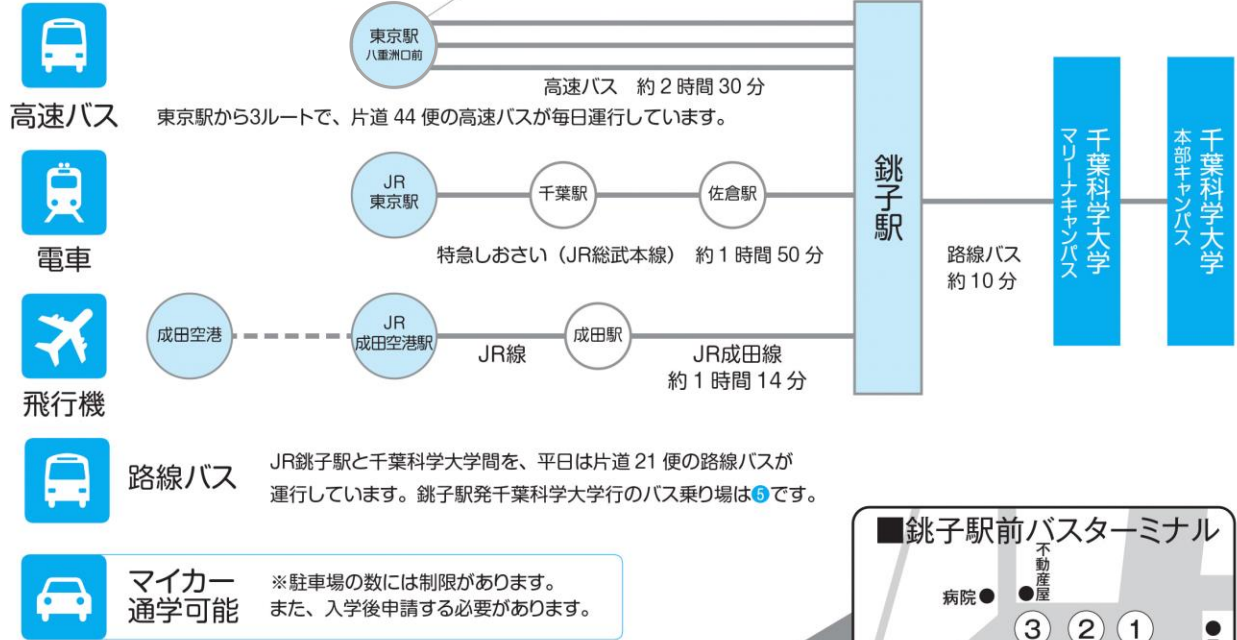 東京駅
八重洲口前
高速バス　約2時間30分
高速バス
東京駅から3ルートで、片道44便の高速バスが毎日運行しています。
JR
東京駅
千葉駅
佐倉駅
電車
特急しおさい（JR総武本線）　約1時間50分
成田空港
JR
成田空港駅
JR線
成田駅
JR成田線
約1時間14分
飛行機
銚子駅
路線バス
約10分
千葉科学大学
マリーナキャンパス
千葉科学大学
本部キャンパス
路線バス
JR銚子駅と千葉科学大学間を、平日は片道21便の路線バスが
運行しています。銚子駅発千葉科学大学行のバス乗り場は❺です。
マイカー
通学可能
※駐車場の数には制限があります。
また、入学後申請する必要があります。
■銚子駅前バスターミナル
不動産屋
病院●
③ ② ①